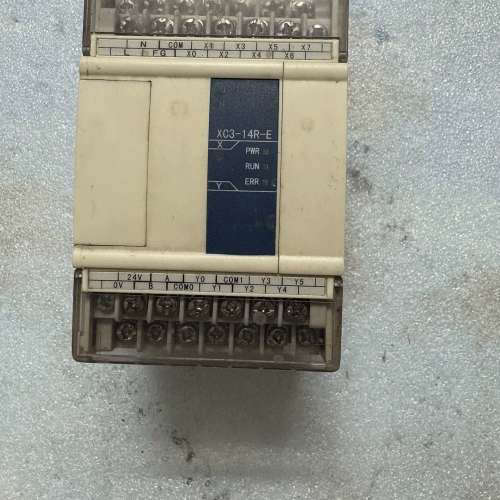 N COM X1 X3 X5 X7
L FG X0 X2 X4 X6
XC3-14R-E
X
PWR
RUN
Y ERR
24V A Y0 COM1 Y3 Y5
0V B COM0 Y1 Y2 Y4